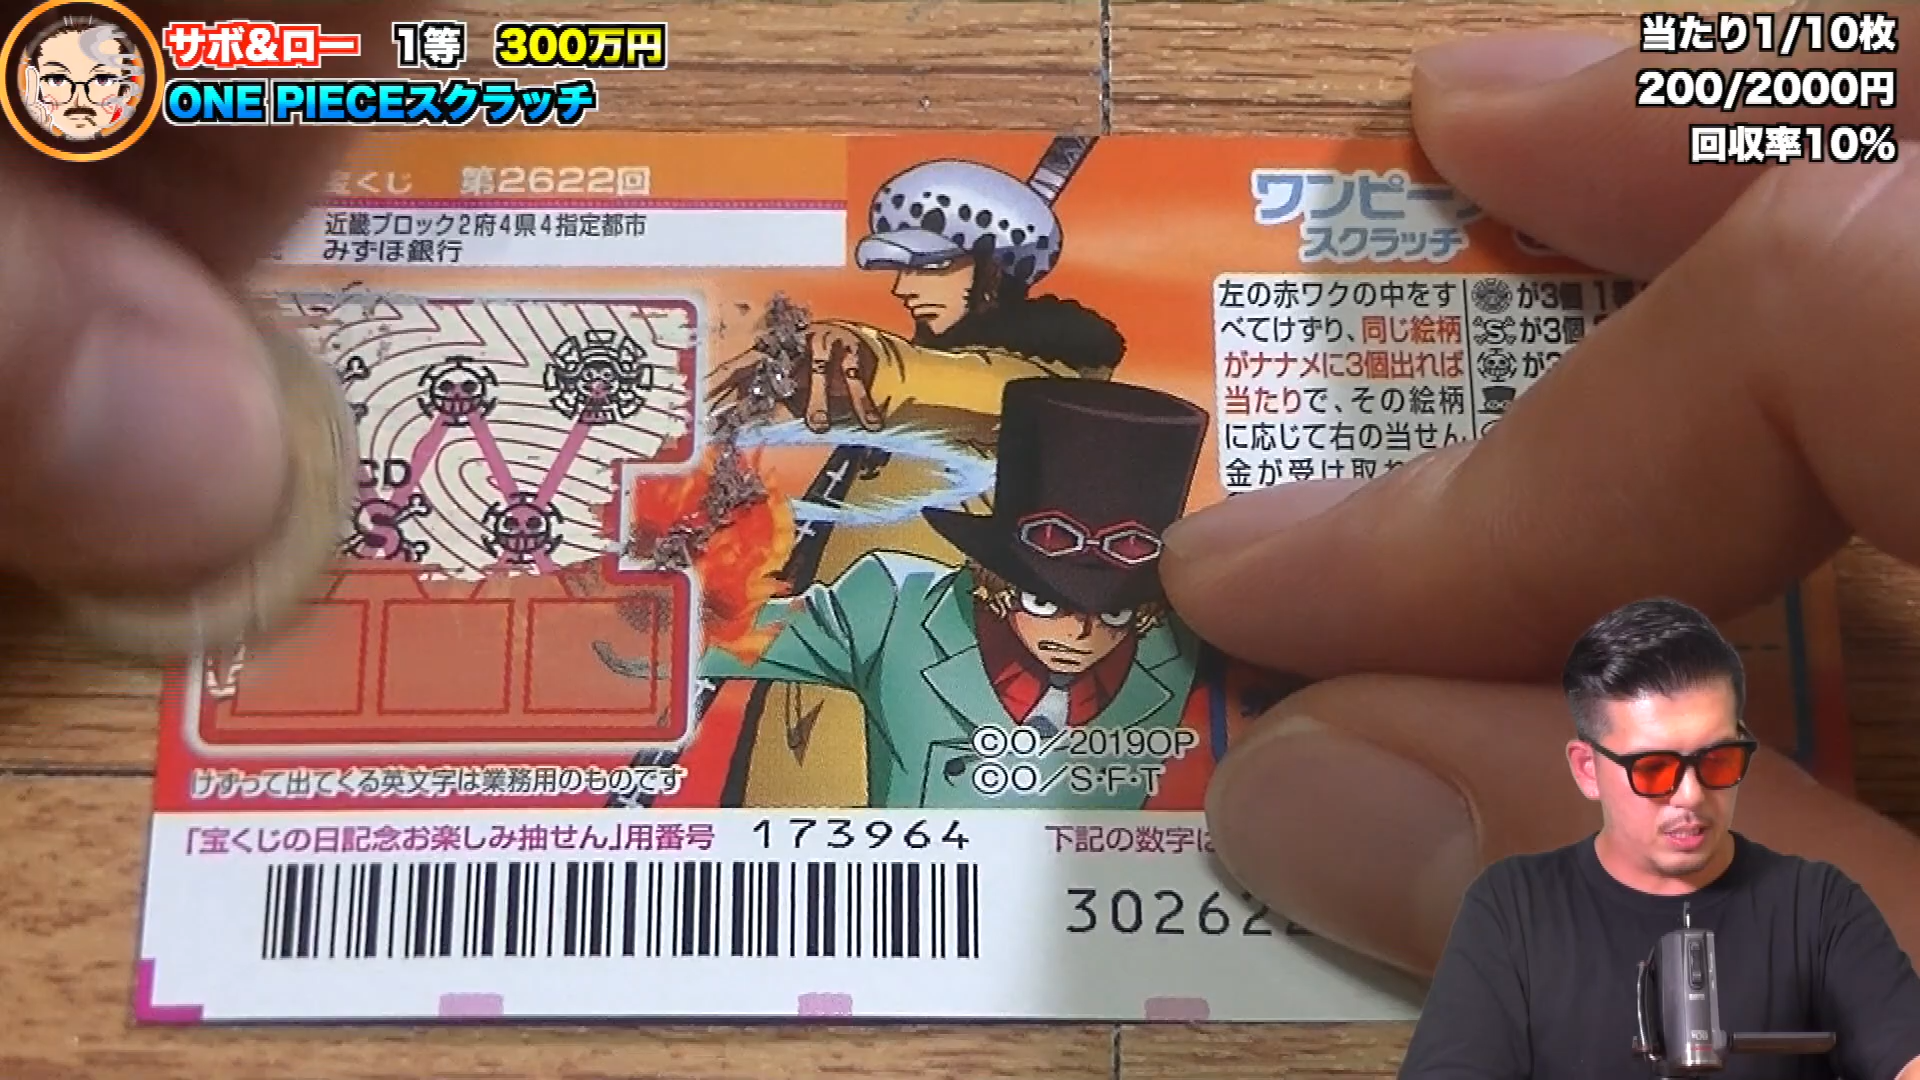 サボ&ロー 1等 300万円
ONE PIECEスクラッチ
当たり1/10枚
200/2000円
回収率10%
宝くじ 第2622回
近畿ブロック2府4県4指定都市
みずほ銀行
ワンピー
スクラッチ
左の赤ワクの中をす
べてけずり、同じ絵柄
がナナメに3個出れば
当たりで、その絵柄
に応じて右の当せん
が3個 1等
が3個
CD
S
けずって出てくる英文字は業務用のものです
©O/2019OP
©O/S·F·T
「宝くじの日記念お楽しみ抽せん」用番号 173964
下記の数字は
30262